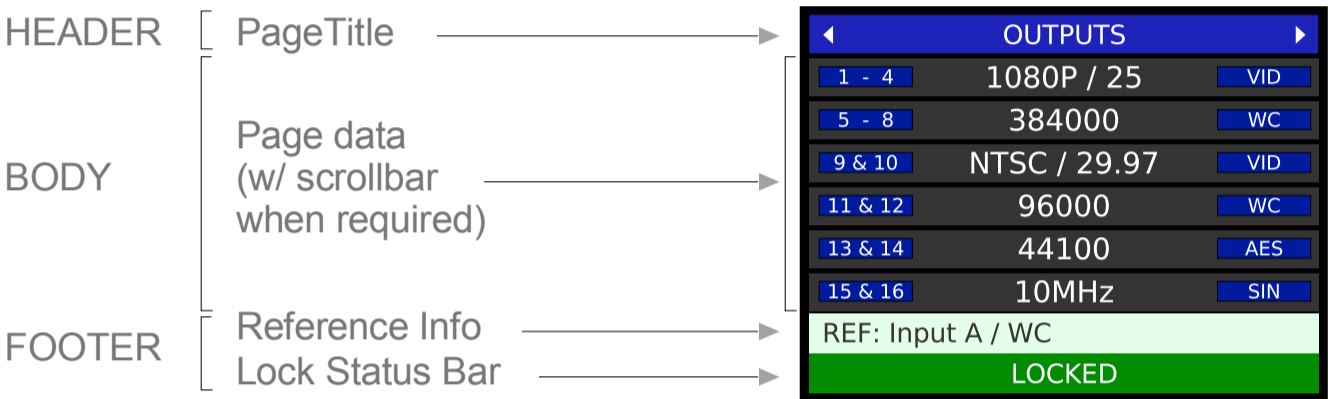 HEADER
PageTitle
BODY
Page data
(w/ scrollbar
when required)
FOOTER
Reference Info
Lock Status Bar
OUTPUTS
1 - 4 1080P / 25 VID
5 - 8 384000 WC
9 & 10 NTSC / 29.97 VID
11 & 12 96000 WC
13 & 14 44100 AES
15 & 16 10MHz SIN
REF: Input A / WC
LOCKED